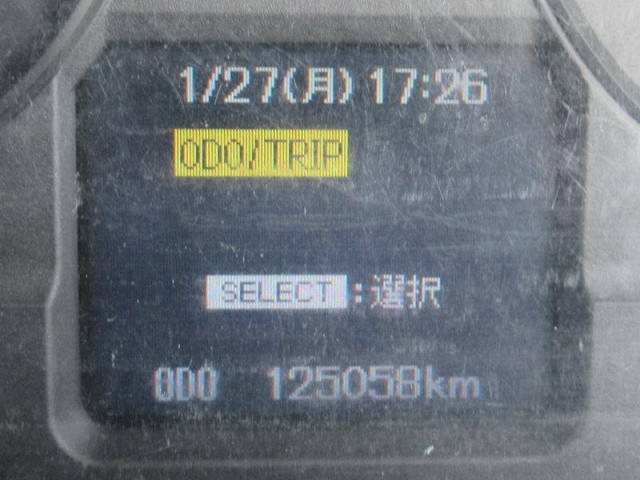 1/27(月) 17:26
ODO/TRIP
SELECT:選択
ODO 125058km